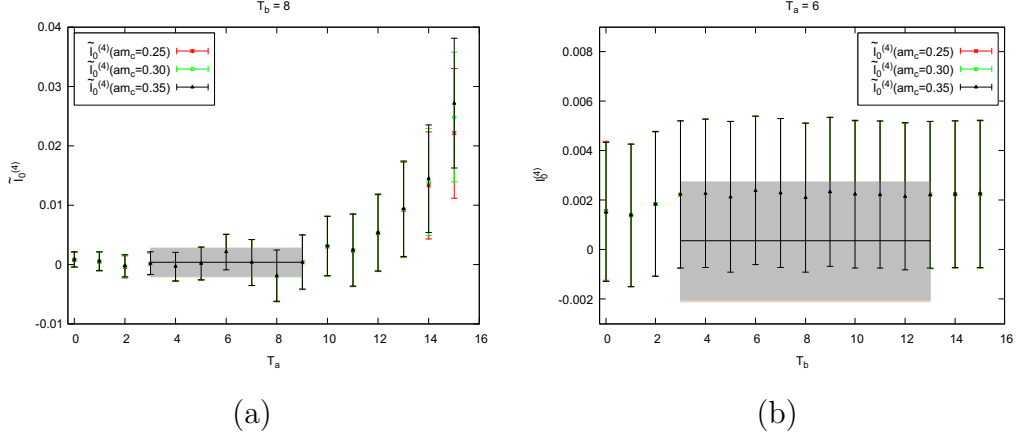 T_b = 8
Ĩ_0^(4)(am_c=0.25)
Ĩ_0^(4)(am_c=0.30)
Ĩ_0^(4)(am_c=0.35)
0.04
0.03
0.02
0.01
0
-0.01
Ĩ_0^(4)
0 2 4 6 8 10 12 14 16
T_a
(a)
T_a = 6
Ĩ_0^(4)(am_c=0.25)
Ĩ_0^(4)(am_c=0.30)
Ĩ_0^(4)(am_c=0.35)
0.008
0.006
0.004
0.002
0
-0.002
Ĩ_0^(4)
0 2 4 6 8 10 12 14 16
T_b
(b)